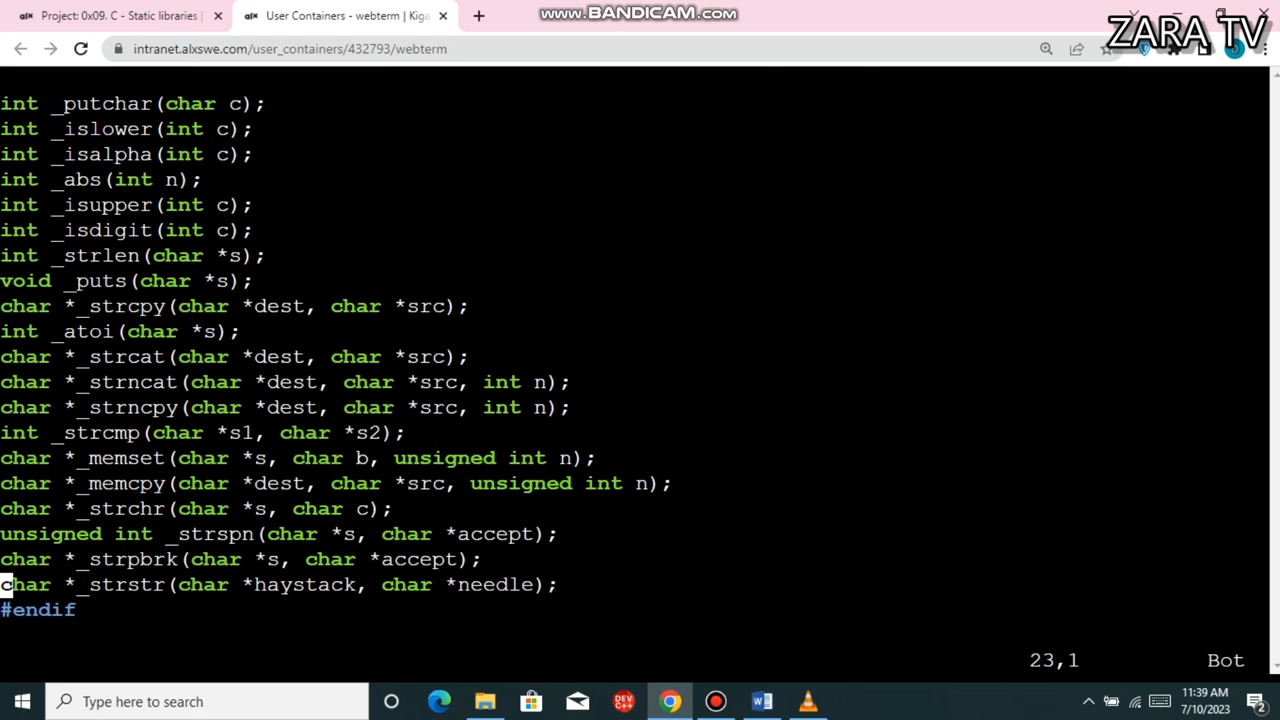 Project: 0x09. C - Static libraries
User Containers - webterm | Kiga
www.BANDICAM.com
ZARA TV
intranet.alxswe.com/user_containers/432793/webterm
int _putchar(char c);
int _islower(int c);
int _isalpha(int c);
int _abs(int n);
int _isupper(int c);
int _isdigit(int c);
int _strlen(char *s);
void _puts(char *s);
char *_strcpy(char *dest, char *src);
int _atoi(char *s);
char *_strcat(char *dest, char *src);
char *_strncat(char *dest, char *src, int n);
char *_strncpy(char *dest, char *src, int n);
int _strcmp(char *s1, char *s2);
char *_memset(char *s, char b, unsigned int n);
char *_memcpy(char *dest, char *src, unsigned int n);
char *_strchr(char *s, char c);
unsigned int _strspn(char *s, char *accept);
char *_strpbrk(char *s, char *accept);
char *_strstr(char *haystack, char *needle);
#endif
23,1 Bot
Type here to search
DEV C++
11:39 AM
7/10/2023
2